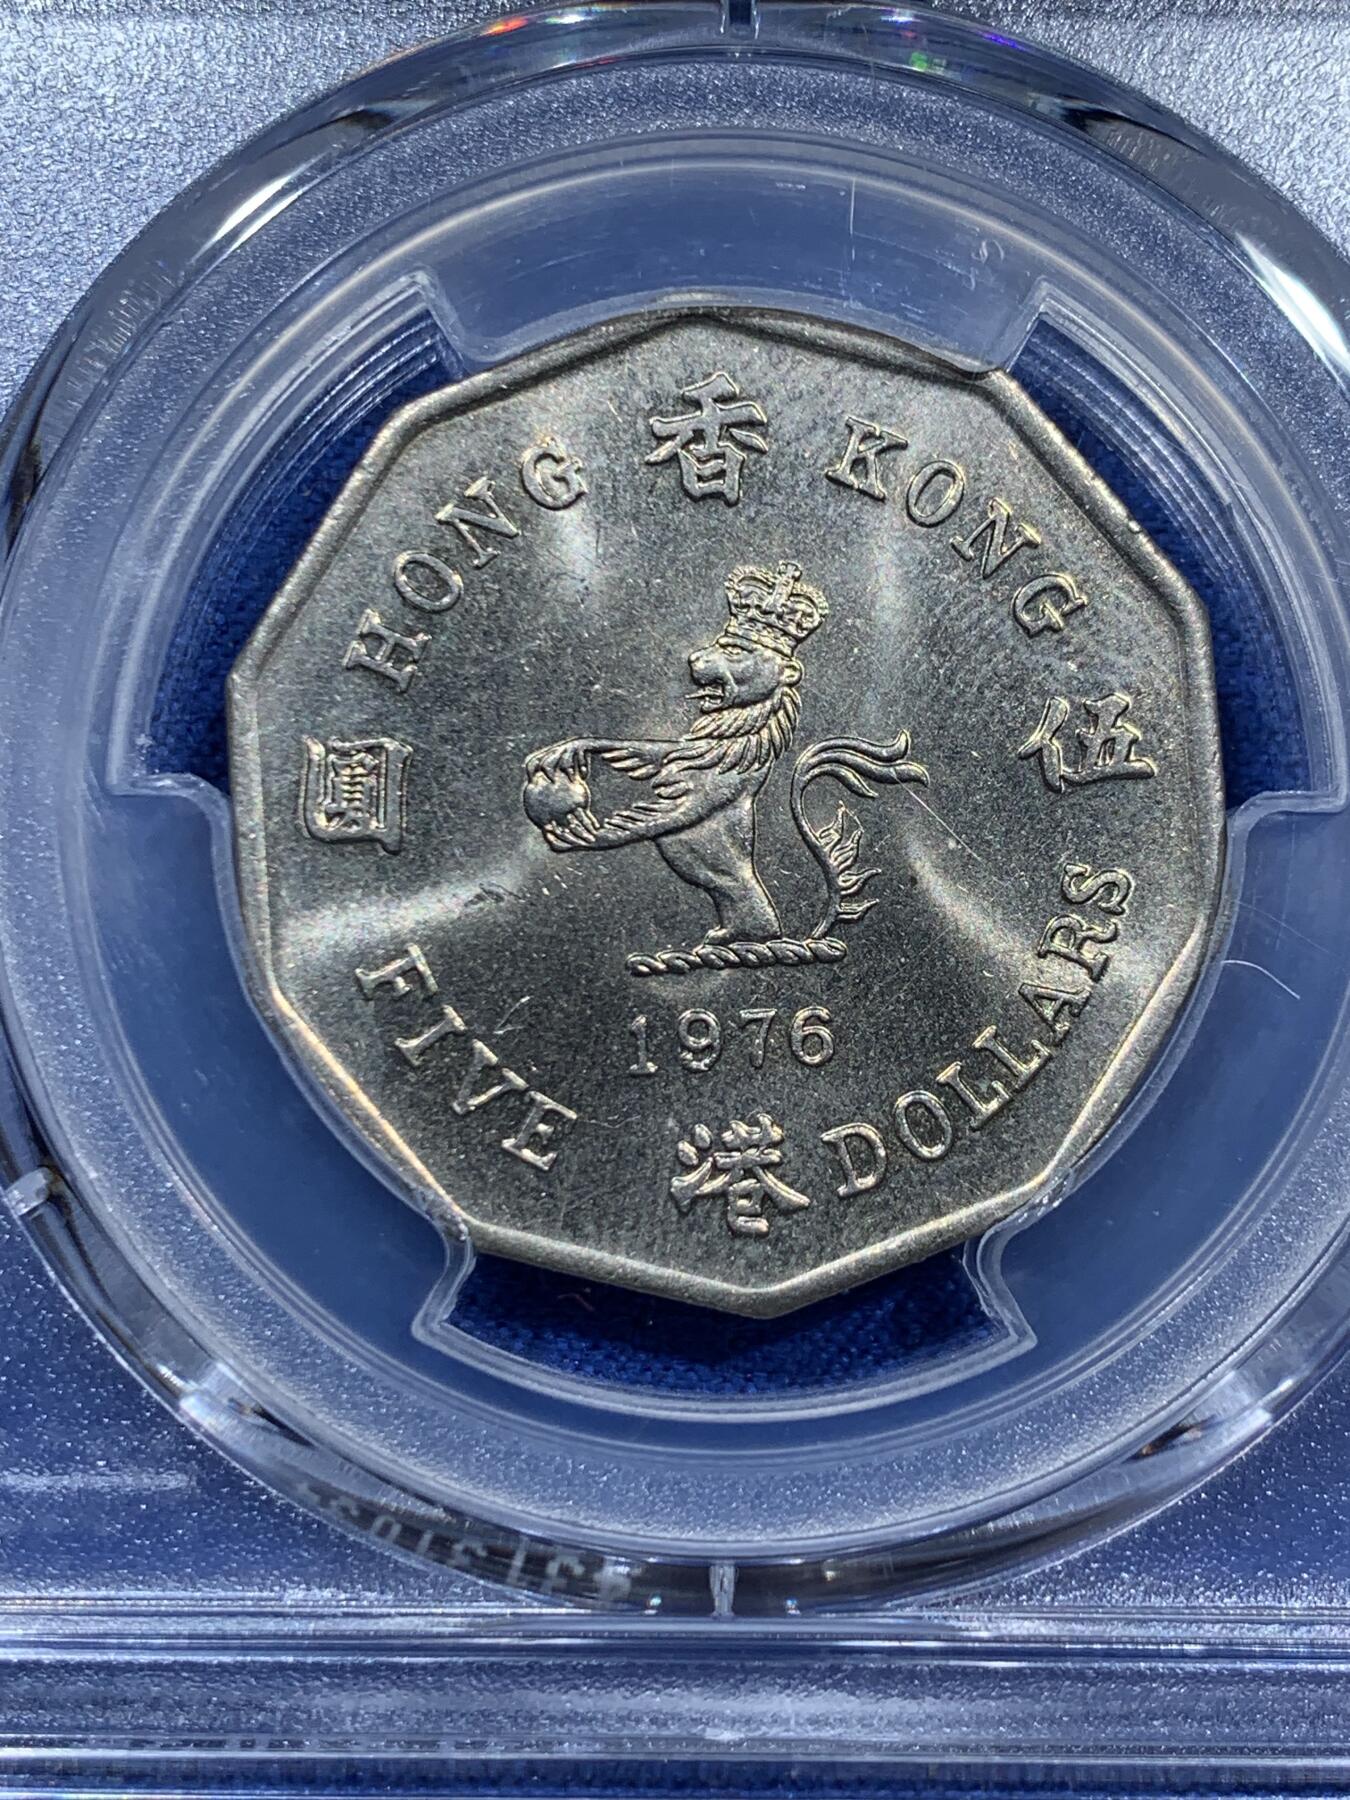 香
HONG KONG
圓
伍
1976
港
FIVE DOLLARS